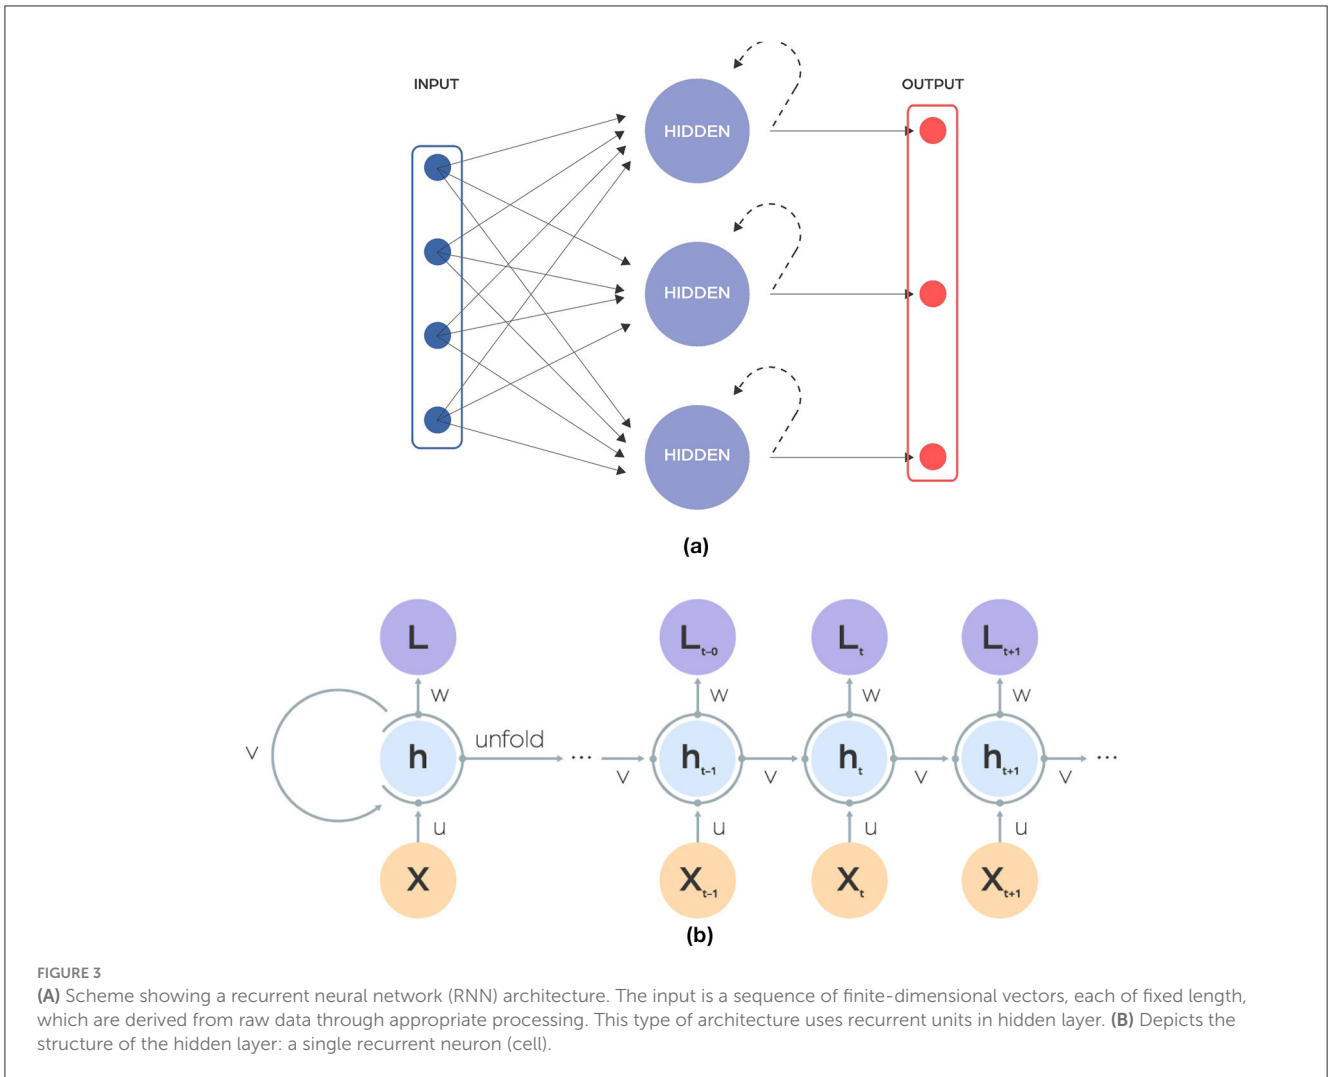 INPUT
OUTPUT
HIDDEN
HIDDEN
HIDDEN
(a)
L L t-0 L t L t+1
w w w w
v h unfold ... v h t-1 v h t v h t+1 v ...
u u u u
X X t-1 X t X t+1
(b)
FIGURE 3
(A) Scheme showing a recurrent neural network (RNN) architecture. The input is a sequence of finite-dimensional vectors, each of fixed length,
which are derived from raw data through appropriate processing. This type of architecture uses recurrent units in hidden layer. (B) Depicts the
structure of the hidden layer: a single recurrent neuron (cell).